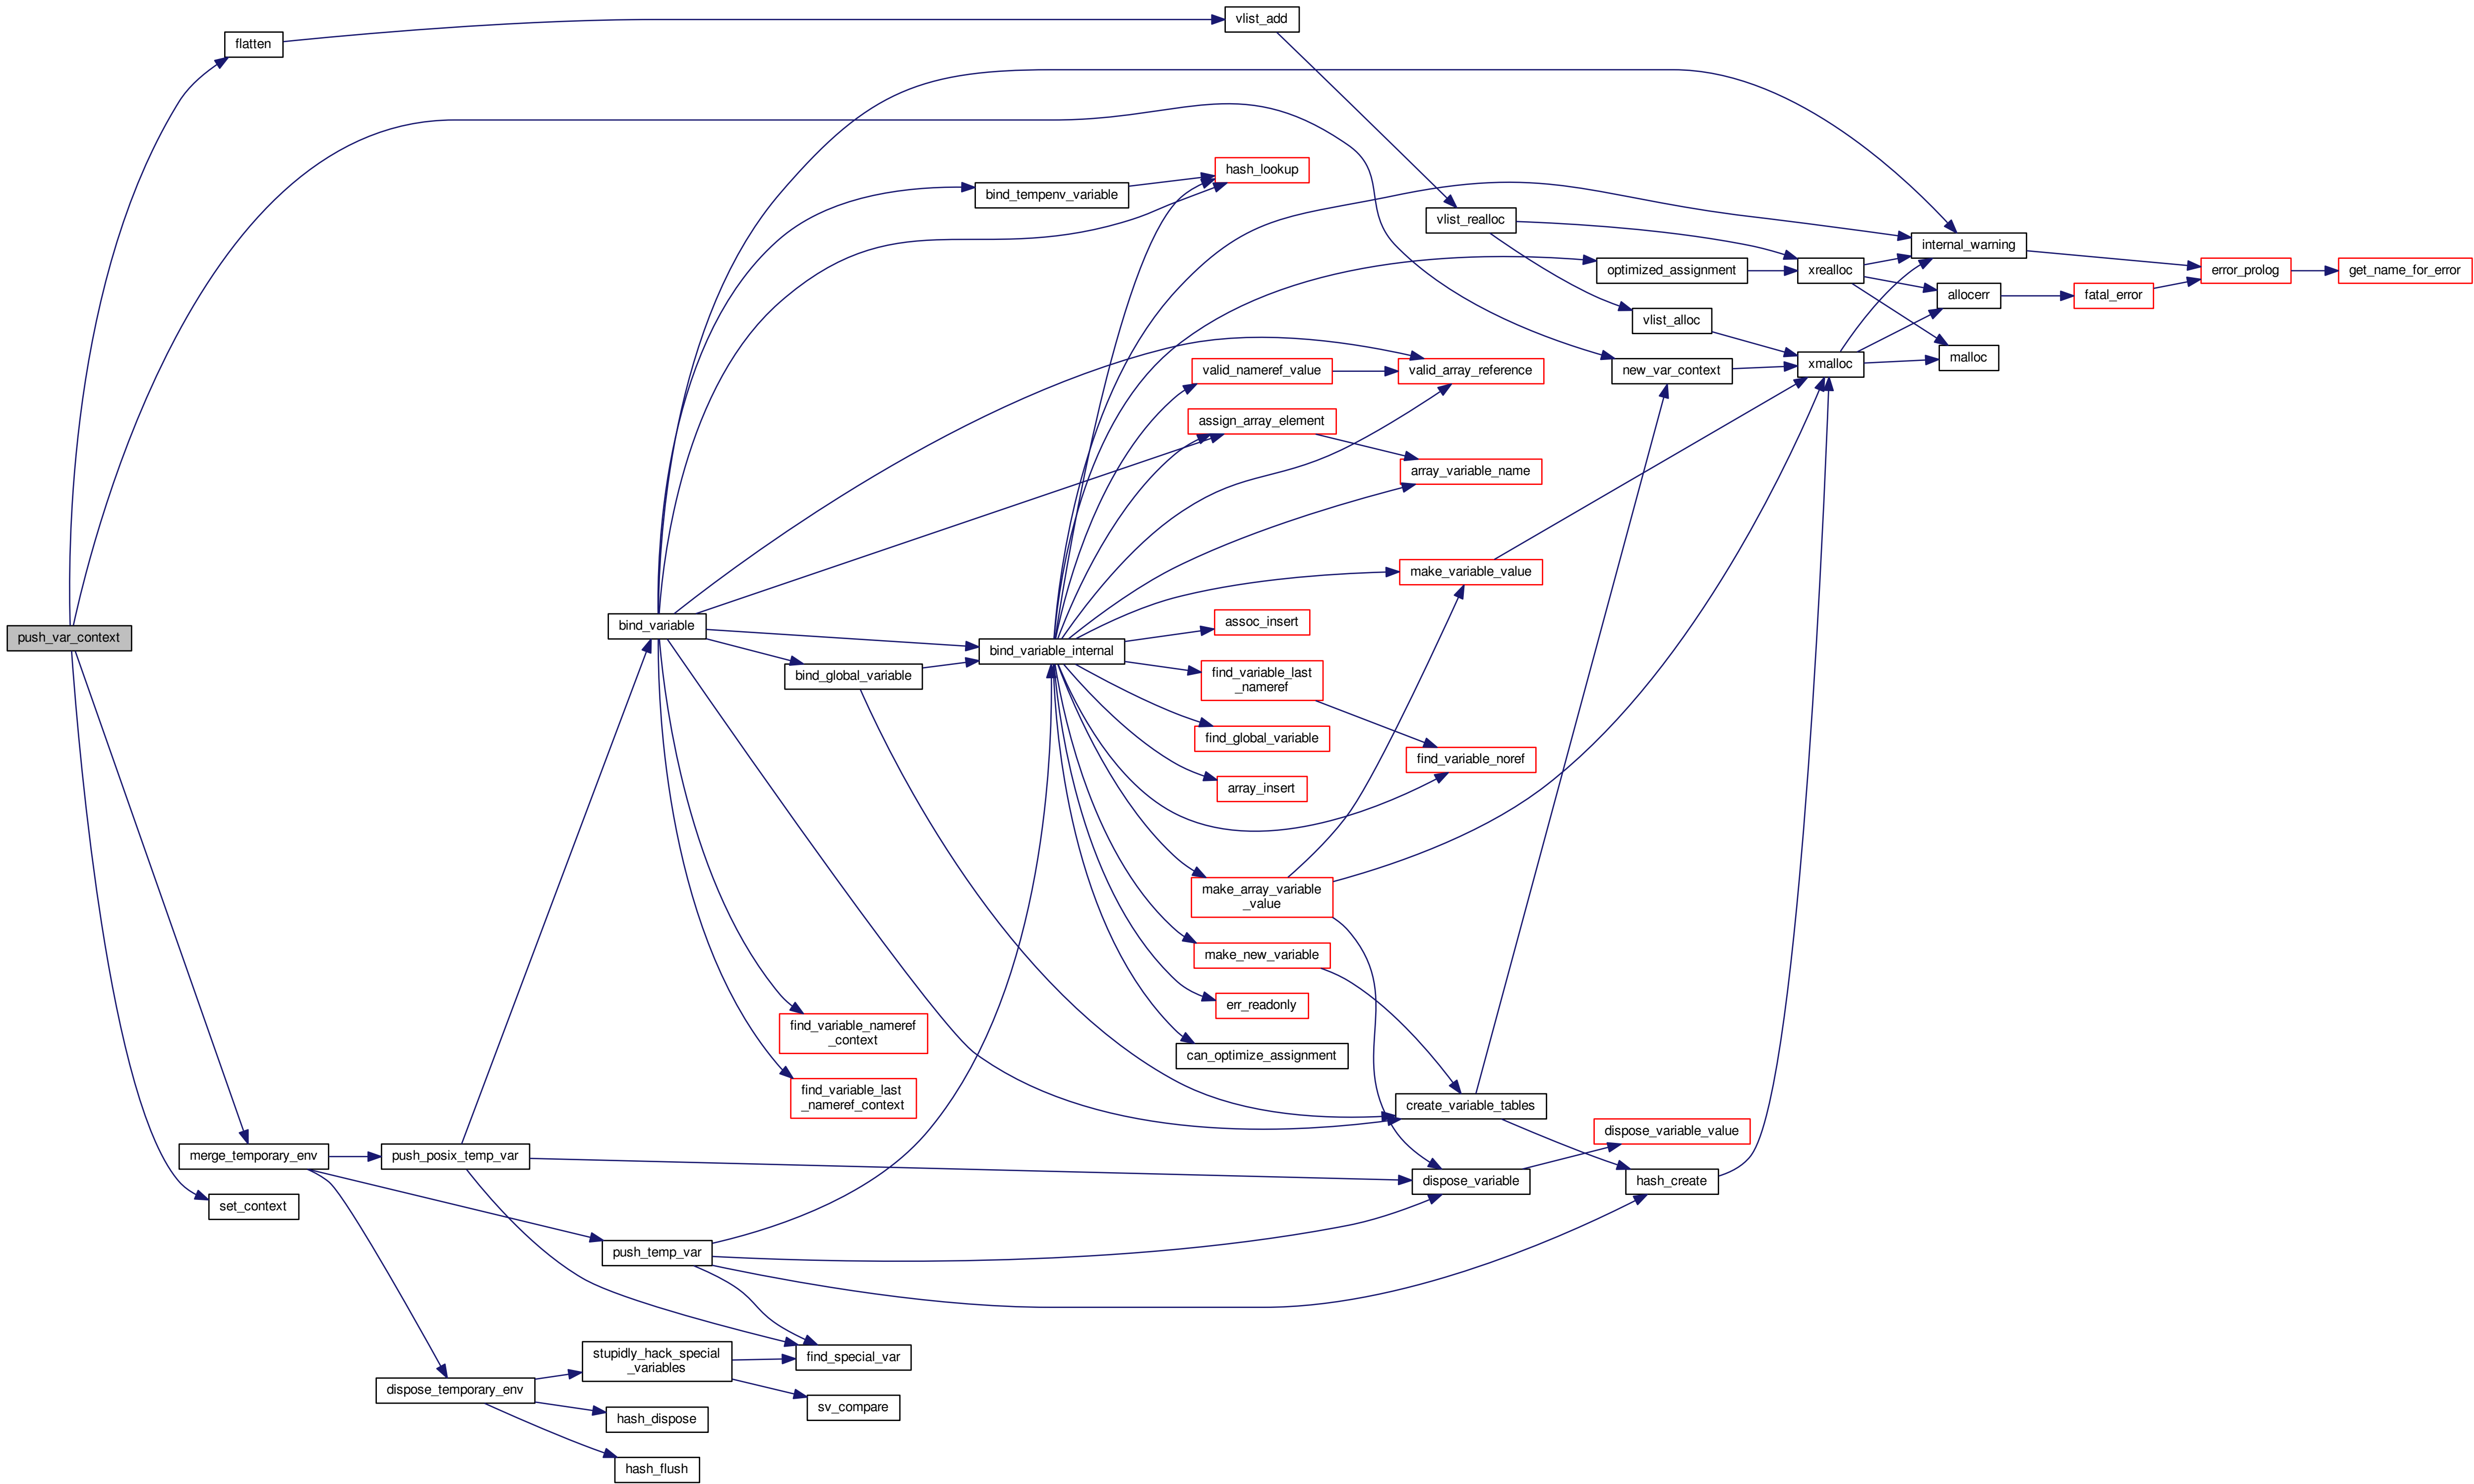 vlist_add
flatten
hash_lookup
bind_tempenv_variable
vlist_realloc
internal_warning
optimized_assignment
xrealloc
error_prolog
get_name_for_error
allocerr
fatal_error
vlist_alloc
malloc
valid_nameref_value
valid_array_reference
new_var_context
xmalloc
assign_array_element
array_variable_name
make_variable_value
assoc_insert
bind_variable
push_var_context
bind_variable_internal
bind_global_variable
find_variable_last
_nameref
find_global_variable
find_variable_noref
array_insert
make_array_variable
_value
make_new_variable
err_readonly
find_variable_nameref
_context
can_optimize_assignment
find_variable_last
_nameref_context
create_variable_tables
dispose_variable_value
merge_temporary_env
push_posix_temp_var
dispose_variable
hash_create
set_context
push_temp_var
stupidly_hack_special
_variables
find_special_var
dispose_temporary_env
sv_compare
hash_dispose
hash_flush